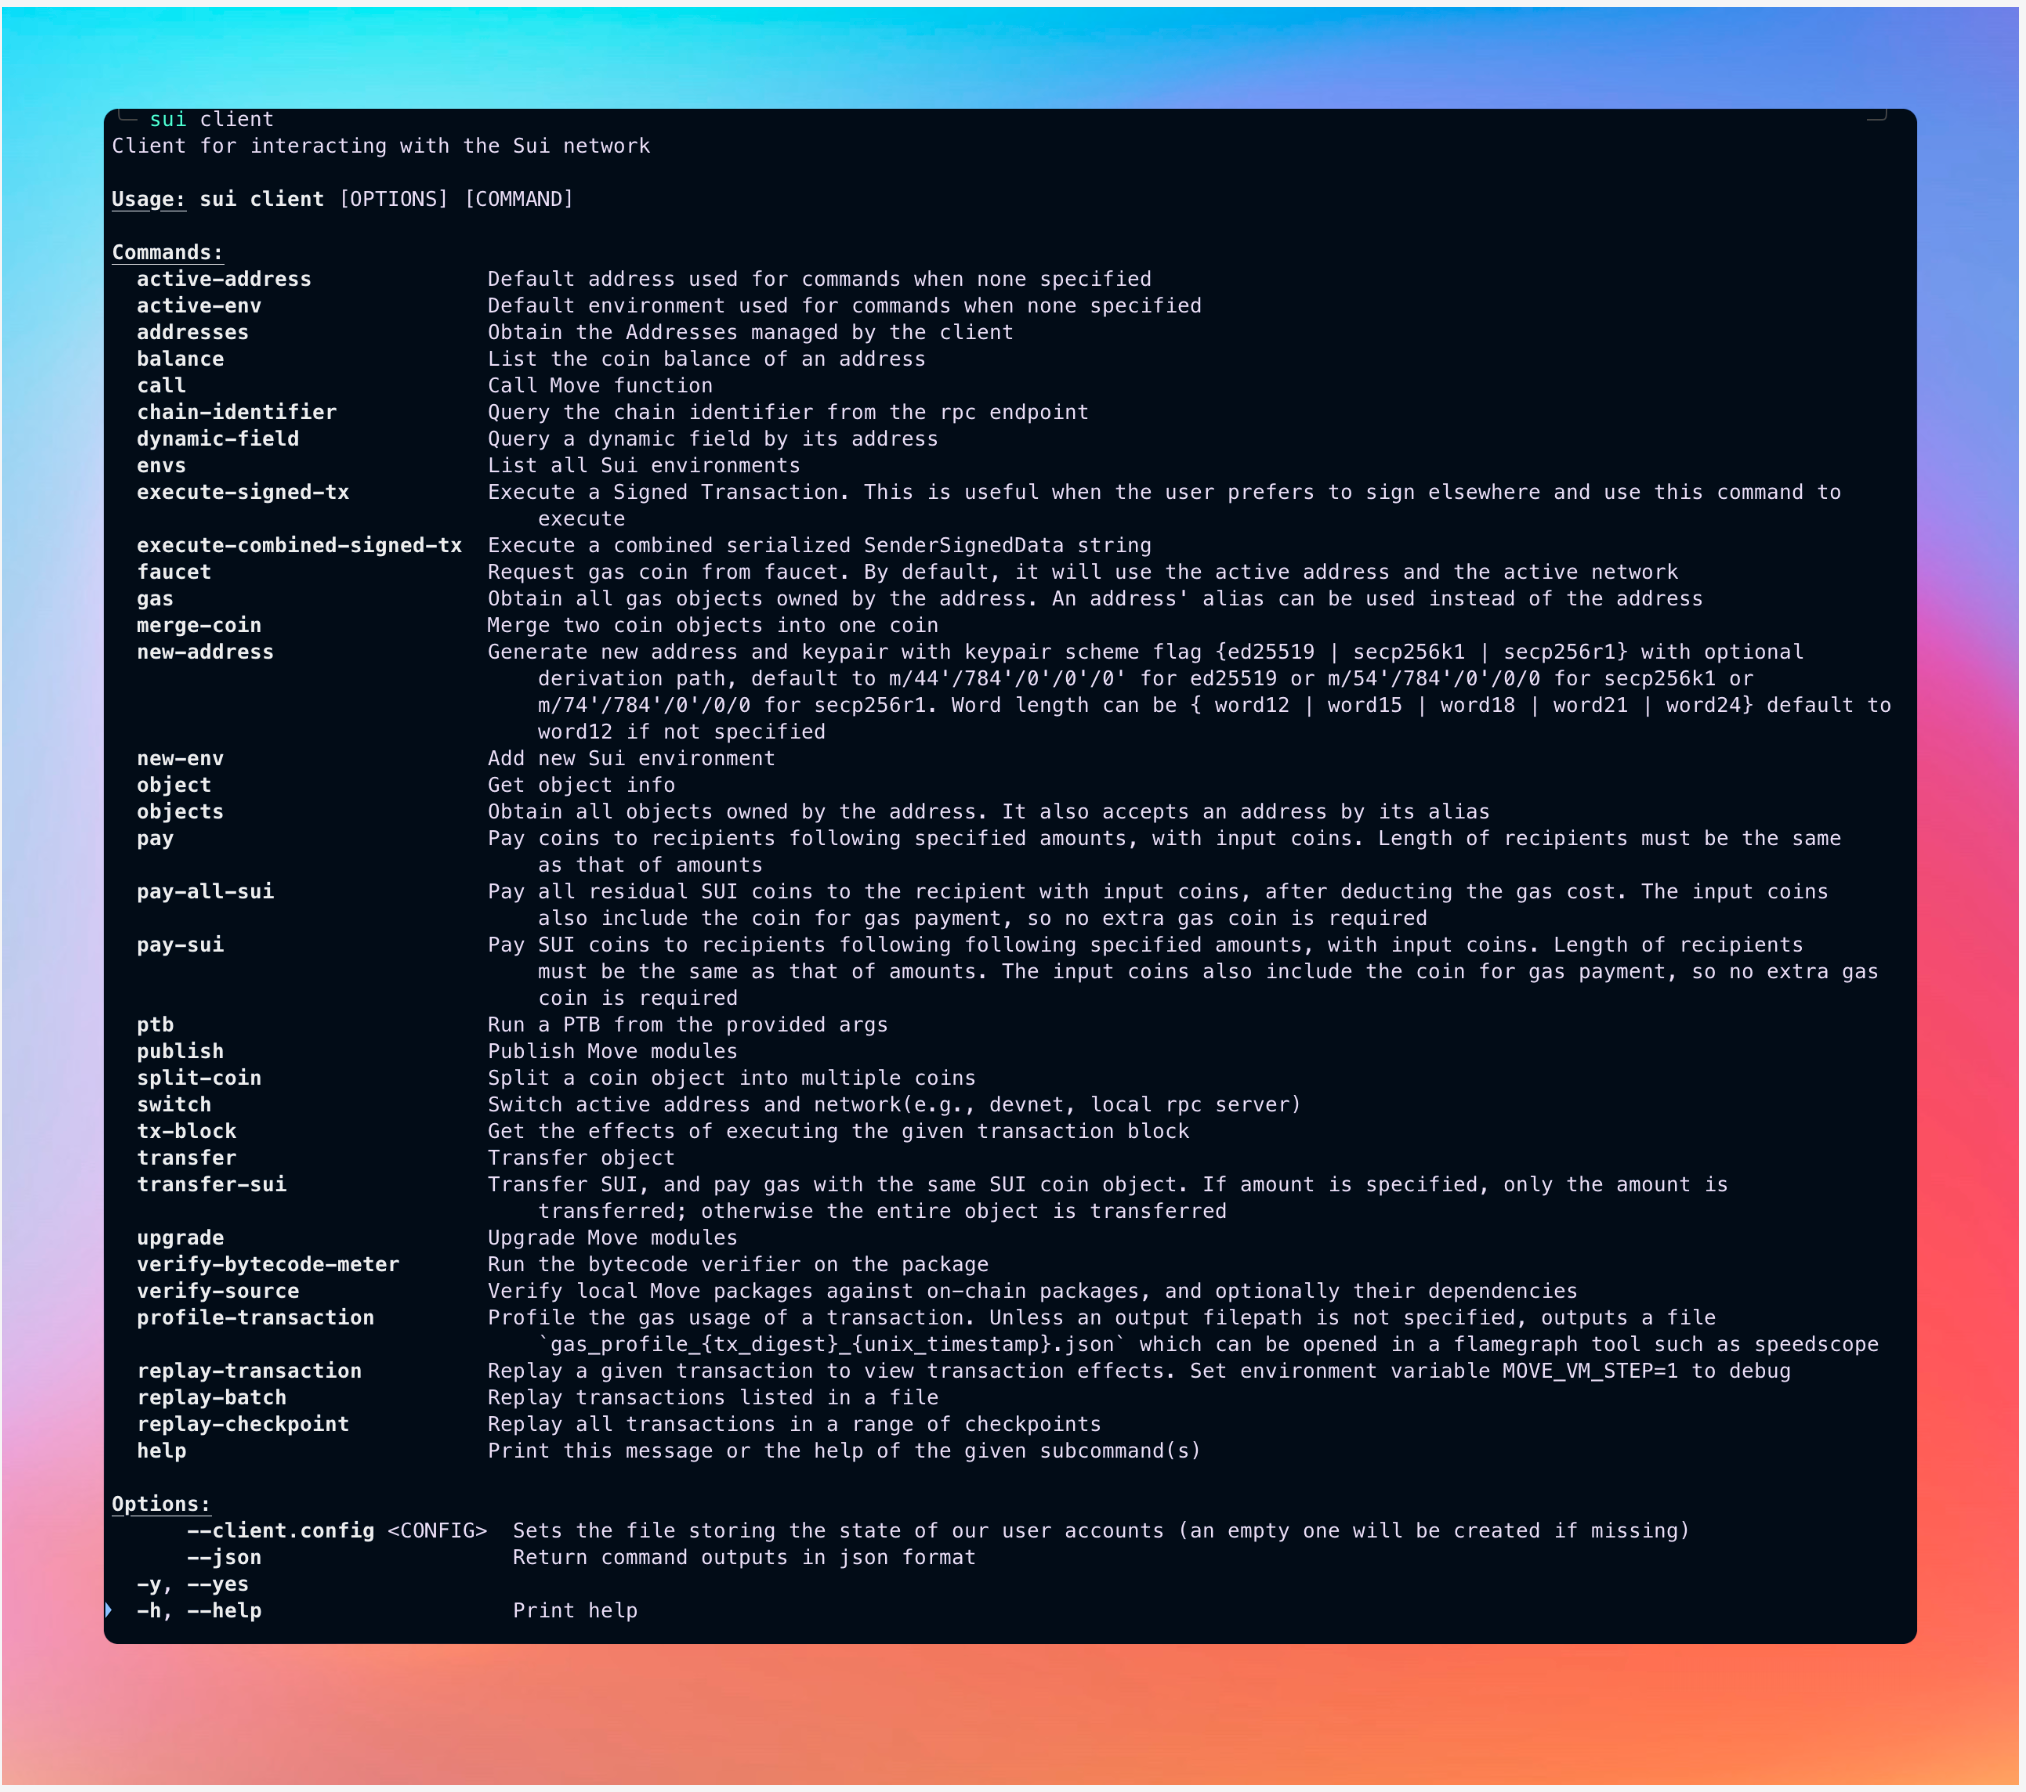 sui client
Client for interacting with the Sui network
Usage: sui client [OPTIONS] [COMMAND]
Commands:
active-address Default address used for commands when none specified
active-env Default environment used for commands when none specified
addresses Obtain the Addresses managed by the client
balance List the coin balance of an address
call Call Move function
chain-identifier Query the chain identifier from the rpc endpoint
dynamic-field Query a dynamic field by its address
envs List all Sui environments
execute-signed-tx Execute a Signed Transaction. This is useful when the user prefers to sign elsewhere and use this command to
execute
execute-combined-signed-tx Execute a combined serialized SenderSignedData string
faucet Request gas coin from faucet. By default, it will use the active address and the active network
gas Obtain all gas objects owned by the address. An address' alias can be used instead of the address
merge-coin Merge two coin objects into one coin
new-address Generate new address and keypair with keypair scheme flag {ed25519 | secp256k1 | secp256r1} with optional
derivation path, default to m/44'/784'/0'/0'/0' for ed25519 or m/54'/784'/0'/0/0 for secp256k1 or
m/74'/784'/0'/0/0 for secp256r1. Word length can be { word12 | word15 | word18 | word21 | word24} default to
word12 if not specified
new-env Add new Sui environment
object Get object info
objects Obtain all objects owned by the address. It also accepts an address by its alias
pay Pay coins to recipients following specified amounts, with input coins. Length of recipients must be the same
as that of amounts
pay-all-sui Pay all residual SUI coins to the recipient with input coins, after deducting the gas cost. The input coins
also include the coin for gas payment, so no extra gas coin is required
pay-sui Pay SUI coins to recipients following following specified amounts, with input coins. Length of recipients
must be the same as that of amounts. The input coins also include the coin for gas payment, so no extra gas
coin is required
ptb Run a PTB from the provided args
publish Publish Move modules
split-coin Split a coin object into multiple coins
switch Switch active address and network(e.g., devnet, local rpc server)
tx-block Get the effects of executing the given transaction block
transfer Transfer object
transfer-sui Transfer SUI, and pay gas with the same SUI coin object. If amount is specified, only the amount is
transferred; otherwise the entire object is transferred
upgrade Upgrade Move modules
verify-bytecode-meter Run the bytecode verifier on the package
verify-source Verify local Move packages against on-chain packages, and optionally their dependencies
profile-transaction Profile the gas usage of a transaction. Unless an output filepath is not specified, outputs a file
`gas_profile_{tx_digest}_{unix_timestamp}.json` which can be opened in a flamegraph tool such as speedscope
replay-transaction Replay a given transaction to view transaction effects. Set environment variable MOVE_VM_STEP=1 to debug
replay-batch Replay transactions listed in a file
replay-checkpoint Replay all transactions in a range of checkpoints
help Print this message or the help of the given subcommand(s)
Options:
--client.config <CONFIG> Sets the file storing the state of our user accounts (an empty one will be created if missing)
--json Return command outputs in json format
-y, --yes
-h, --help Print help